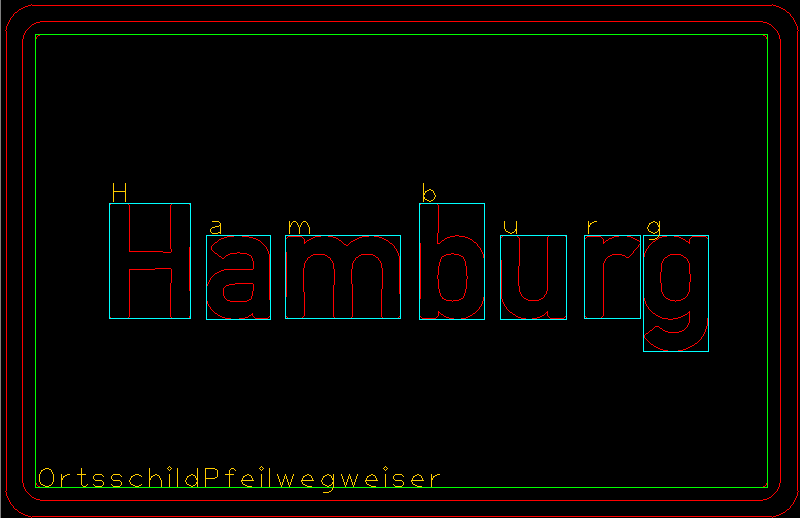 H a m b u r g
Hamburg
OrtsschildPfeilwegweiser